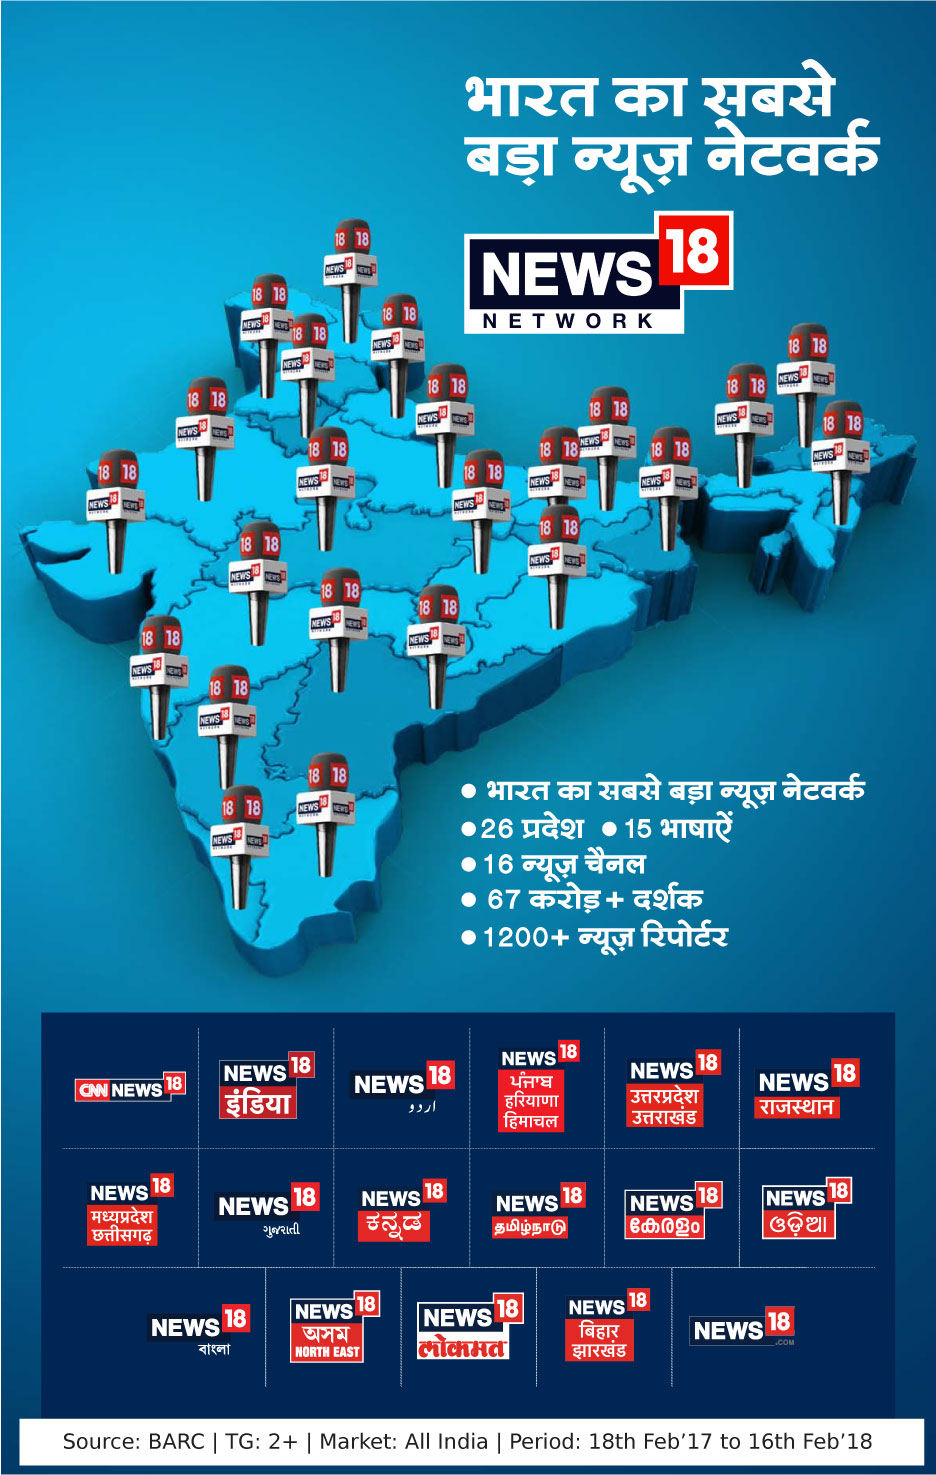 भारत का सबसे
बड़ा न्यूज़ नेटवर्क
NEWS 18
NETWORK
• भारत का सबसे बड़ा न्यूज़ नेटवर्क
• 26 प्रदेश • 15 भाषाऐं
• 16 न्यूज़ चैनल
• 67 करोड़ + दर्शक
• 1200+ न्यूज़ रिपोर्टर
CNN NEWS 18
NEWS 18
इंडिया
NEWS 18
اردو
NEWS 18
ਪੰਜਾਬ
हरियाणा
हिमाचल
NEWS 18
उत्तरप्रदेश
उत्तराखंड
NEWS 18
राजस्थान
NEWS 18
मध्यप्रदेश
छत्तीसगढ़
NEWS 18
ગુજરાતી
NEWS 18
ಕನ್ನಡ
NEWS 18
தமிழ்நாடு
NEWS 18
കേരളം
NEWS 18
ଓଡ଼ିଆ
NEWS 18
বাংলা
NEWS 18
অসম
NORTH EAST
NEWS 18
लोकमत
NEWS 18
बिहार
झारखंड
NEWS 18
.COM
Source: BARC | TG: 2+ | Market: All India | Period: 18th Feb’17 to 16th Feb’18